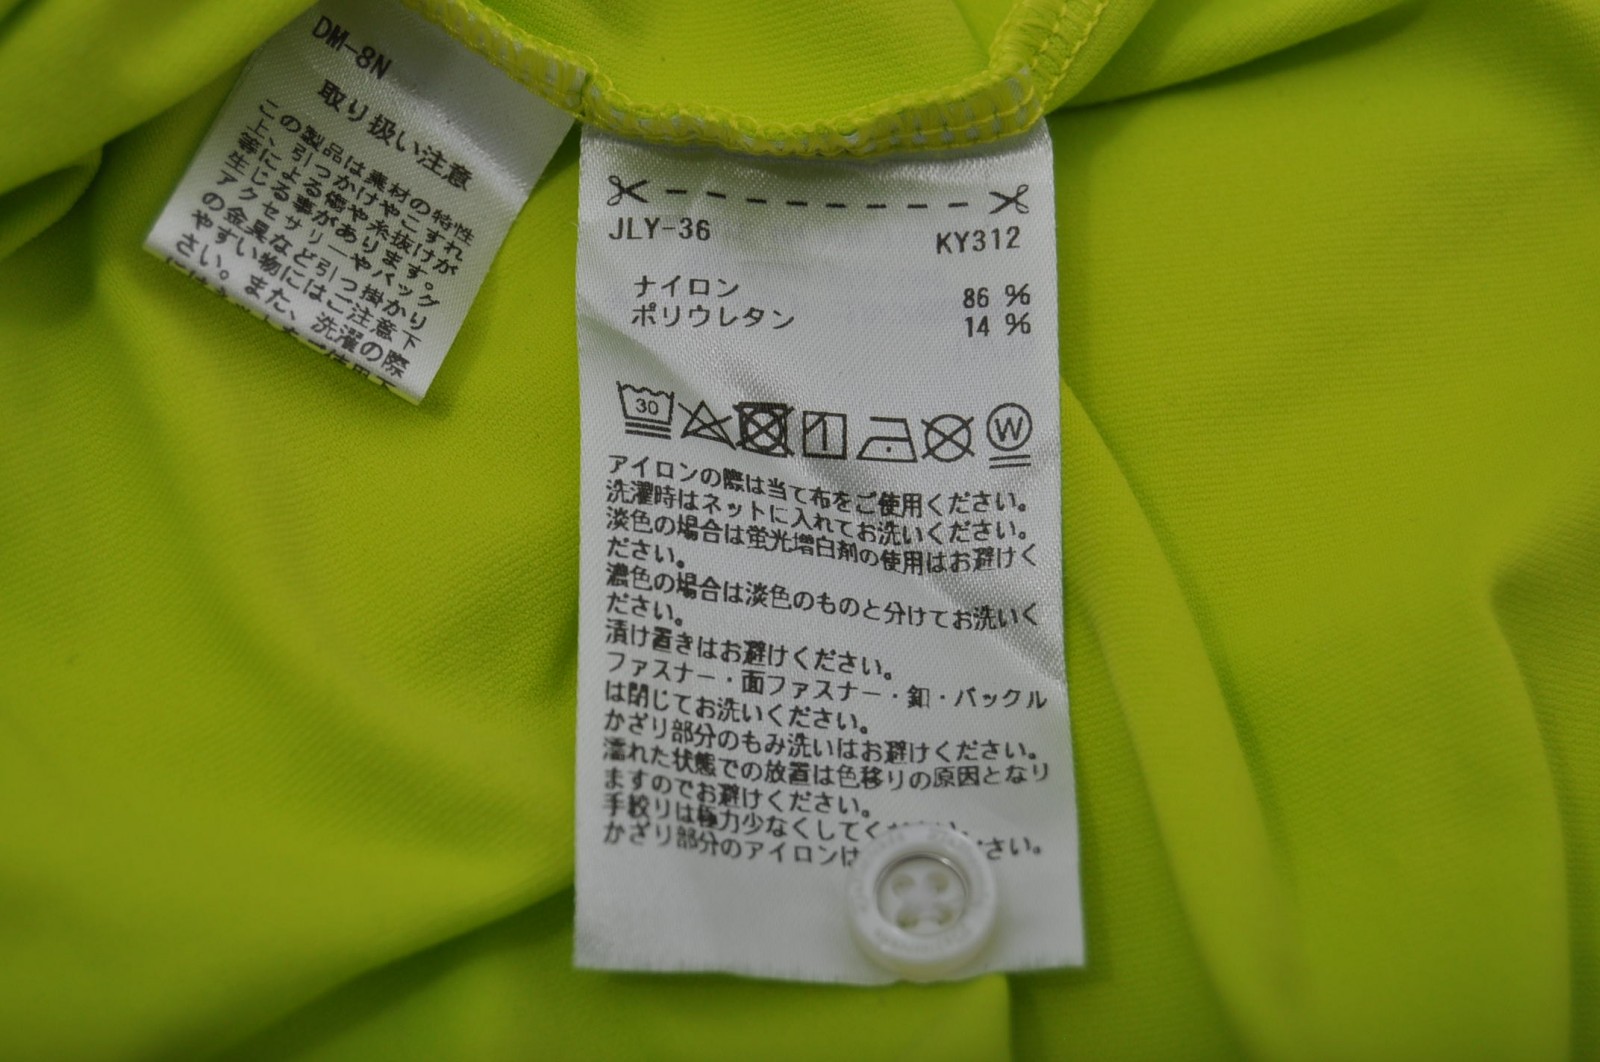 DM-8N
取り扱い注意
この製品は素材の特性
上、引っかけやこすれ
等による破や糸抜けが
生じる事があります。
アクセサリーやバッグ
の金具など引っ掛かり
やすい物にはご注意下
さい。また、洗濯の際
JLY-36 KY312
ナイロン 86 %
ポリウレタン 14 %
30
W
アイロンの際は当て布をご使用ください。
洗濯時はネットに入れてお洗いください。
淡色の場合は蛍光増白剤の使用はお避けく
ださい。
濃色の場合は淡色のものと分けてお洗いく
ださい。
漬け置きはお避けください。
ファスナー・面ファスナー・釦・バックル
は閉じてお洗いください。
かざり部分のもみ洗いはお避けください。
濡れた状態での放置は色移りの原因となり
ますのでお避けください。
手絞りは極力少なくしてく
かざり部分のアイロンは さい。